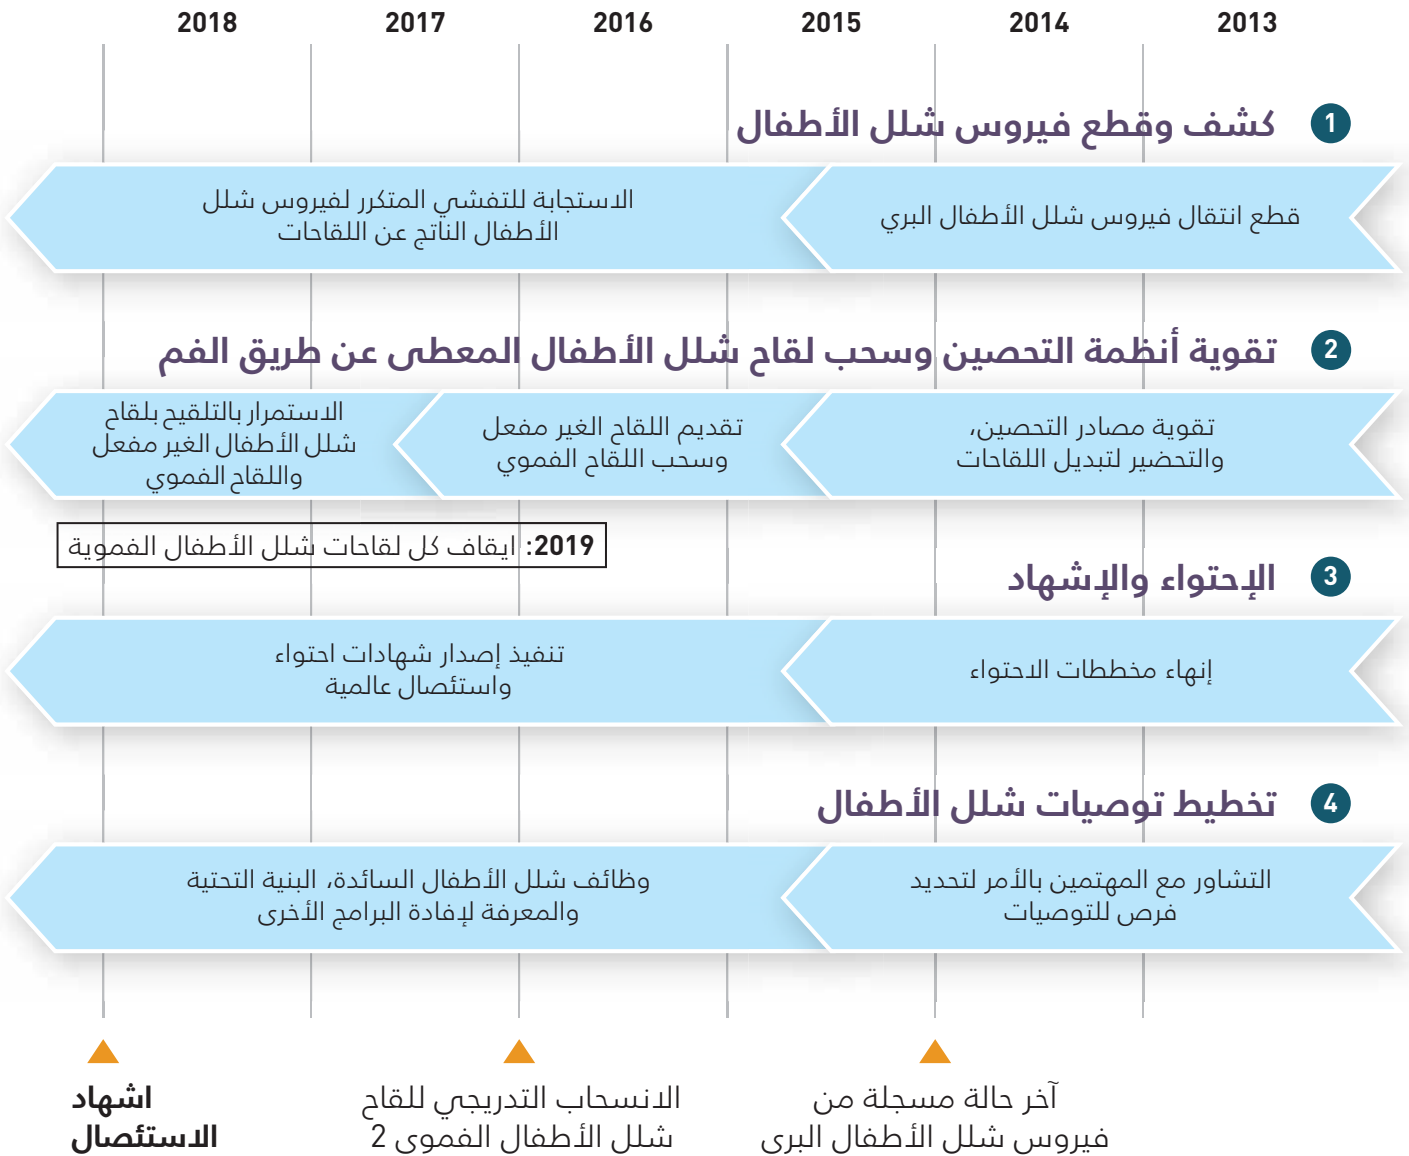 2013 2014 2015 2016 2017 2018
1 كشف وقطع فيروس شلل الأطفال
قطع انتقال فيروس شلل الأطفال البري
الاستجابة للتفشي المتكرر لفيروس شلل
الأطفال الناتج عن اللقاحات
2 تقوية أنظمة التحصين وسحب لقاح شلل الأطفال المعطى عن طريق الفم
تقوية مصادر التحصين،
والتحضير لتبديل اللقاحات
تقديم اللقاح الغير مفعل
وسحب اللقاح الفموي
الاستمرار بالتلقيح بلقاح
شلل الأطفال الغير مفعل
واللقاح الفموي
2019: ايقاف كل لقاحات شلل الأطفال الفموية
3 الإحتواء والإشهاد
إنهاء مخططات الاحتواء
تنفيذ إصدار شهادات احتواء
واستئصال عالمية
4 تخطيط توصيات شلل الأطفال
التشاور مع المهتمين بالأمر لتحديد
فرص للتوصيات
وظائف شلل الأطفال السائدة، البنية التحتية
والمعرفة لإفادة البرامج الأخرى
آخر حالة مسجلة من
فيروس شلل الأطفال البري
الانسحاب التدريجي للقاح
شلل الأطفال الفموي 2
اشهاد
الاستئصال